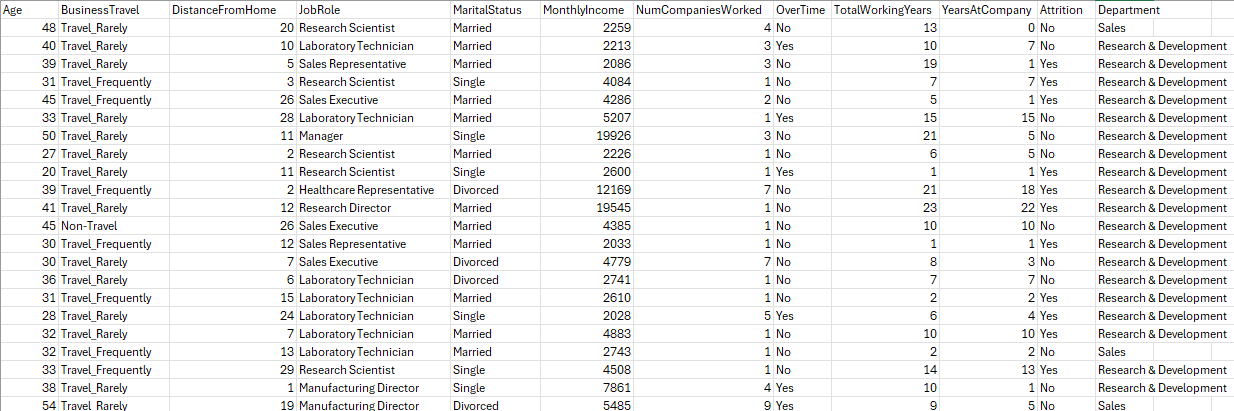 Age BusinessTravel DistanceFromHome JobRole MaritalStatus MonthlyIncome NumCompaniesWorked OverTime TotalWorkingYears YearsAtCompany Attrition Department
48 Travel_Rarely 20 Research Scientist Married 2259 4 No 13 0 No Sales
40 Travel_Rarely 10 Laboratory Technician Married 2213 3 Yes 10 7 No Research & Development
39 Travel_Rarely 5 Sales Representative Married 2086 3 No 19 1 Yes Research & Development
31 Travel_Frequently 3 Research Scientist Single 4084 1 No 7 7 Yes Research & Development
45 Travel_Frequently 26 Sales Executive Married 4286 2 No 5 1 Yes Research & Development
33 Travel_Rarely 28 Laboratory Technician Married 5207 1 Yes 15 15 No Research & Development
50 Travel_Rarely 11 Manager Single 19926 3 No 21 5 No Research & Development
27 Travel_Rarely 2 Research Scientist Married 2226 1 No 6 5 No Research & Development
20 Travel_Rarely 11 Research Scientist Single 2600 1 Yes 1 1 Yes Research & Development
39 Travel_Frequently 2 Healthcare Representative Divorced 12169 7 No 21 18 Yes Research & Development
41 Travel_Rarely 12 Research Director Married 19545 1 No 23 22 Yes Research & Development
45 Non-Travel 26 Sales Executive Married 4385 1 No 10 10 No Research & Development
30 Travel_Frequently 12 Sales Representative Married 2033 1 No 1 1 Yes Research & Development
30 Travel_Rarely 7 Sales Executive Divorced 4779 7 No 8 3 No Research & Development
36 Travel_Rarely 6 Laboratory Technician Divorced 2741 1 No 7 7 No Research & Development
31 Travel_Frequently 15 Laboratory Technician Married 2610 1 No 2 2 Yes Research & Development
28 Travel_Rarely 24 Laboratory Technician Single 2028 5 Yes 6 4 Yes Research & Development
32 Travel_Rarely 7 Laboratory Technician Married 4883 1 No 10 10 Yes Research & Development
32 Travel_Frequently 13 Laboratory Technician Married 2743 1 No 2 2 No Sales
33 Travel_Frequently 29 Research Scientist Single 4508 1 No 14 13 Yes Research & Development
38 Travel_Rarely 1 Manufacturing Director Single 7861 4 Yes 10 1 No Research & Development
54 Travel_Rarely 19 Manufacturing Director Divorced 5485 9 Yes 9 5 No Sales